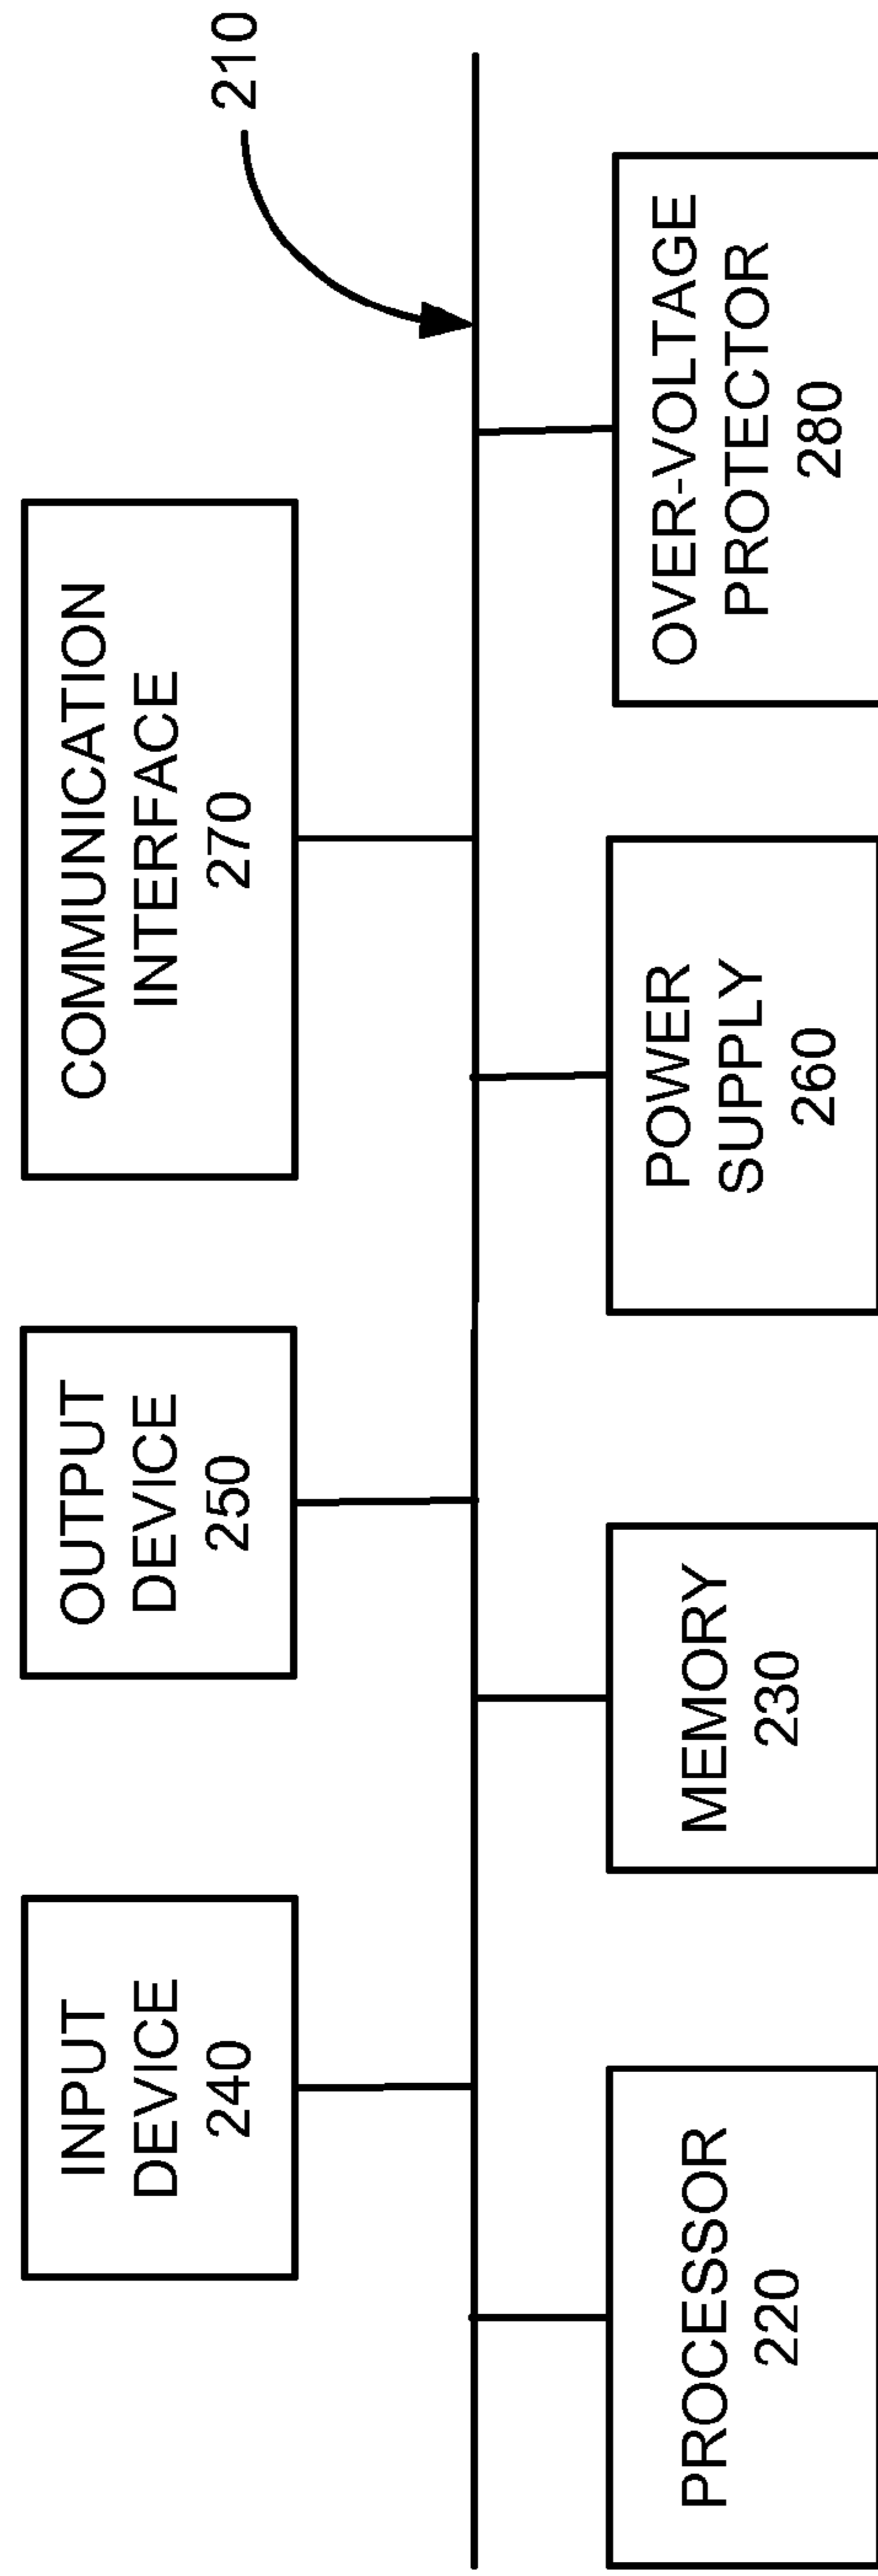 210
INPUT
DEVICE
240
OUTPUT
DEVICE
250
COMMUNICATION
INTERFACE
270
PROCESSOR
220
MEMORY
230
POWER
SUPPLY
260
OVER-VOLTAGE
PROTECTOR
280